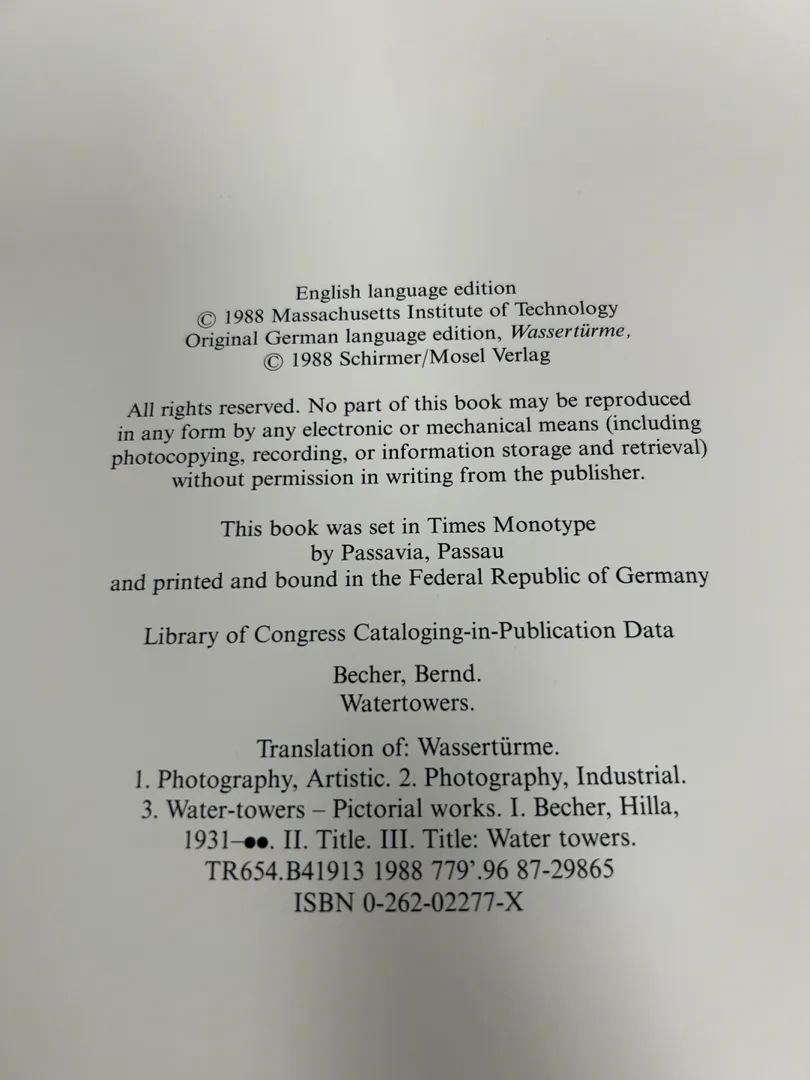 English language edition
© 1988 Massachusetts Institute of Technology
Original German language edition, Wassertürme,
© 1988 Schirmer/Mosel Verlag
All rights reserved. No part of this book may be reproduced
in any form by any electronic or mechanical means (including
photocopying, recording, or information storage and retrieval)
without permission in writing from the publisher.
This book was set in Times Monotype
by Passavia, Passau
and printed and bound in the Federal Republic of Germany
Library of Congress Cataloging-in-Publication Data
Becher, Bernd.
Watertowers.
Translation of: Wassertürme.
1. Photography, Artistic. 2. Photography, Industrial.
3. Water-towers – Pictorial works. I. Becher, Hilla,
1931–●●. II. Title. III. Title: Water towers.
TR654.B41913 1988 779’.96 87-29865
ISBN 0-262-02277-X